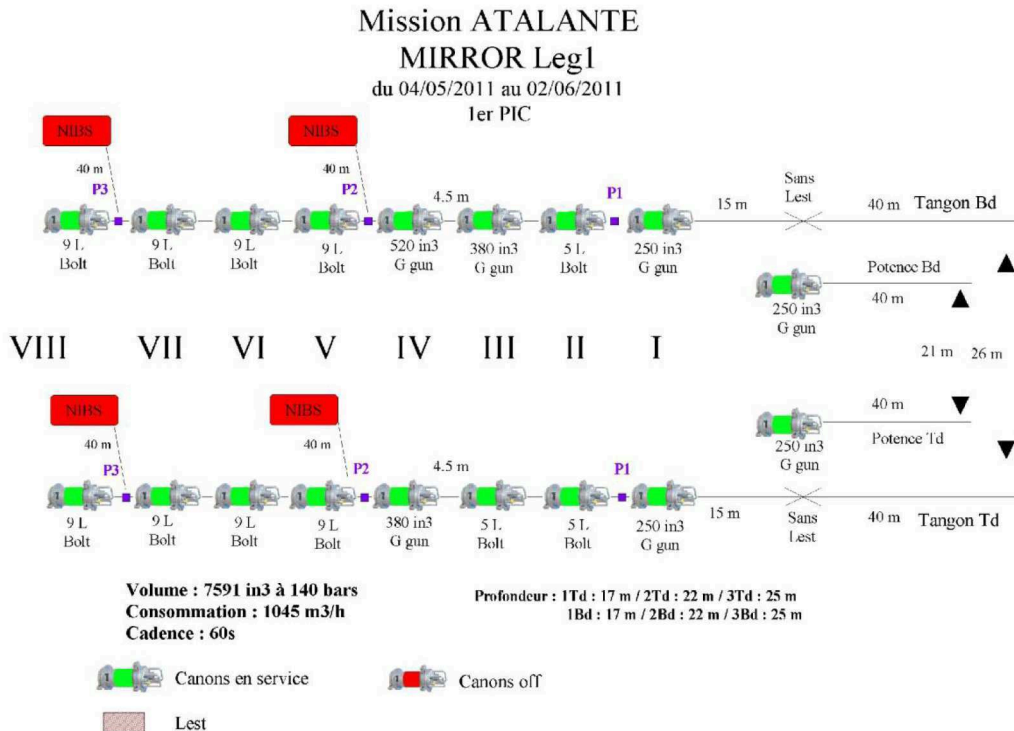 Mission ATALANTE
MIRROR Leg1
du 04/05/2011 au 02/06/2011
1er PIC
NIBS
NIBS
40 m
40 m
P3
P2
4.5 m
P1
15 m
Sans
Lest
40 m
Tangon Bd
9 L
Bolt
9 L
Bolt
9 L
Bolt
9 L
Bolt
520 in3
G gun
380 in3
G gun
5 L
Bolt
250 in3
G gun
Potence Bd
40 m
250 in3
G gun
VIII VII VI V IV III II I
21 m 26 m
NIBS
NIBS
40 m
40 m
P3
P2
4.5 m
P1
40 m
Potence Td
250 in3
G gun
15 m
Sans
Lest
40 m
Tangon Td
9 L
Bolt
9 L
Bolt
9 L
Bolt
9 L
Bolt
380 in3
G gun
5 L
Bolt
5 L
Bolt
250 in3
G gun
Volume : 7591 in3 à 140 bars
Consommation : 1045 m3/h
Cadence : 60s
Profondeur : 1Td : 17 m / 2Td : 22 m / 3Td : 25 m
1Bd : 17 m / 2Bd : 22 m / 3Bd : 25 m
Canons en service
Canons off
Lest